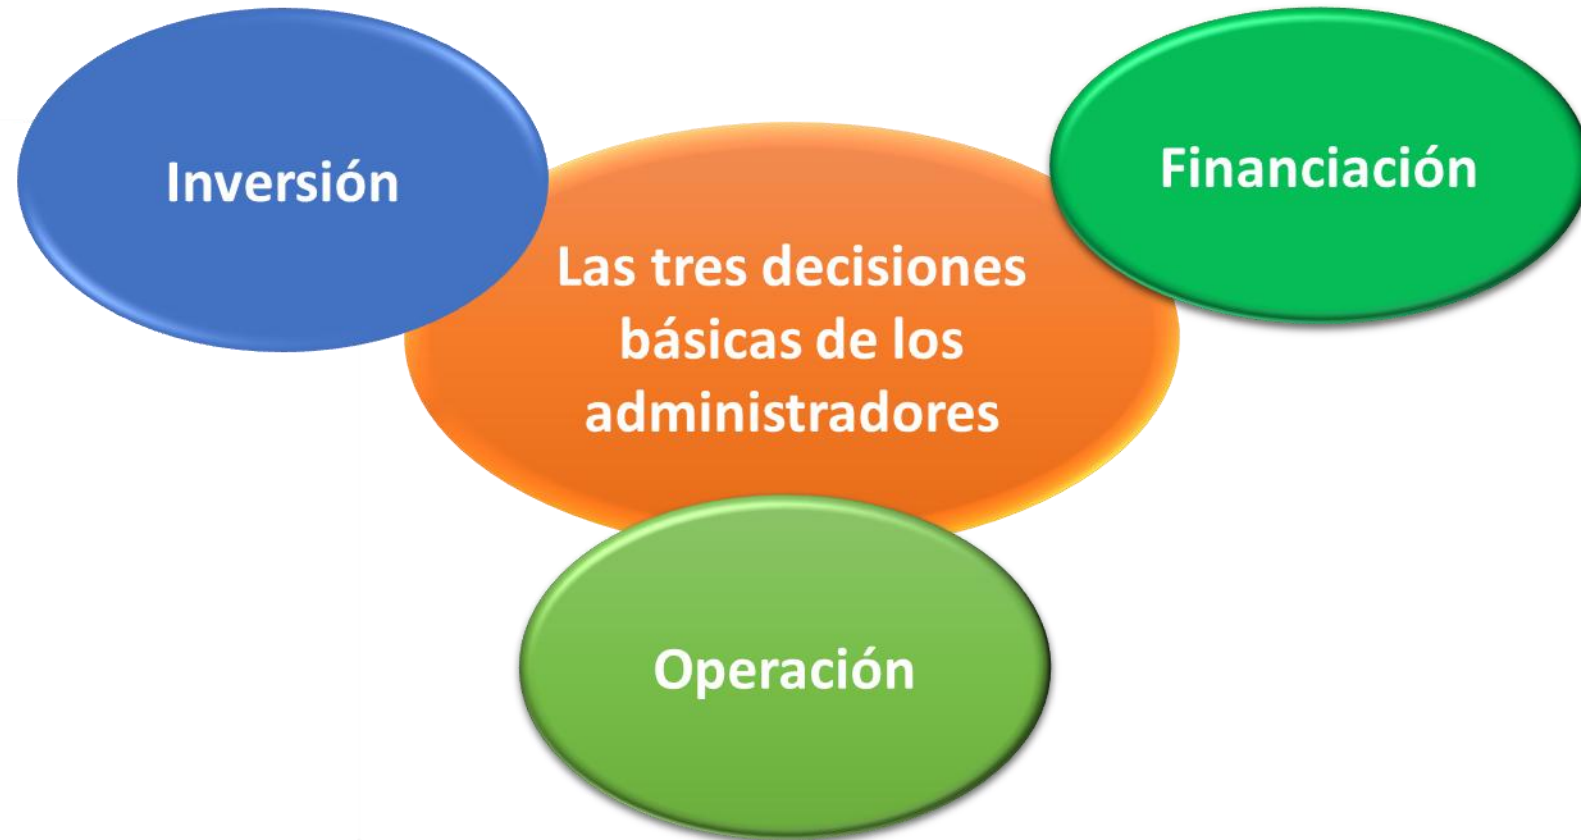 Inversión
Financiación
Las tres decisiones
básicas de los
administradores
Operación